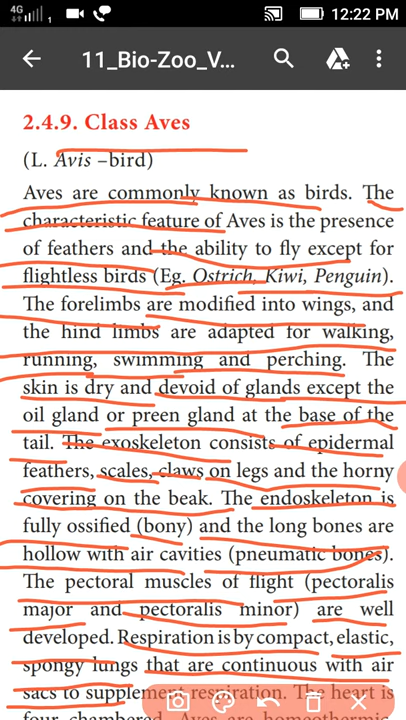 4G
1
12:22 PM
11_Bio-Zoo_V...
2.4.9. Class Aves
(L. Avis –bird)
Aves are commonly known as birds. The
characteristic feature of Aves is the presence
of feathers and the ability to fly except for
flightless birds (Eg. Ostrich, Kiwi, Penguin).
The forelimbs are modified into wings, and
the hind limbs are adapted for walking,
running, swimming and perching. The
skin is dry and devoid of glands except the
oil gland or preen gland at the base of the
tail. The exoskeleton consists of epidermal
feathers, scales, claws on legs and the horny
covering on the beak. The endoskeleton is
fully ossified (bony) and the long bones are
hollow with air cavities (pneumatic bones).
The pectoral muscles of flight (pectoralis
major and pectoralis minor) are well
developed. Respiration is by compact, elastic,
spongy lungs that are continuous with air
sacs to supplement respiration. The heart is
four chambered. Aves are homeothermic